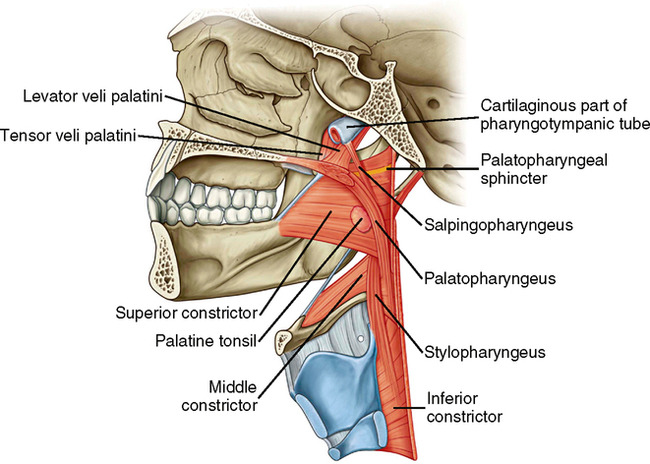 Levator veli palatini
Tensor veli palatini
Superior constrictor
Palatine tonsil
Middle
constrictor
Cartilaginous part of
pharygotympanic tube
Palatopharyngeal
sphincter
Salpingopharyngeus
Palatopharyngeus
Stylopharyngeus
Inferior
constrictor